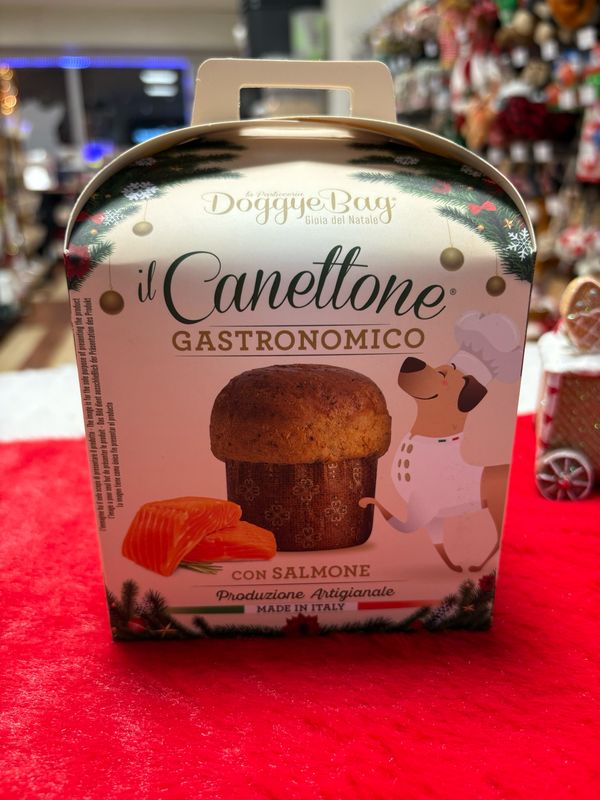 la Pasticceria
DoggyeBag®
Gioia del Natale
il Canettone®
GASTRONOMICO
CON SALMONE
Produzione Artigianale
MADE IN ITALY